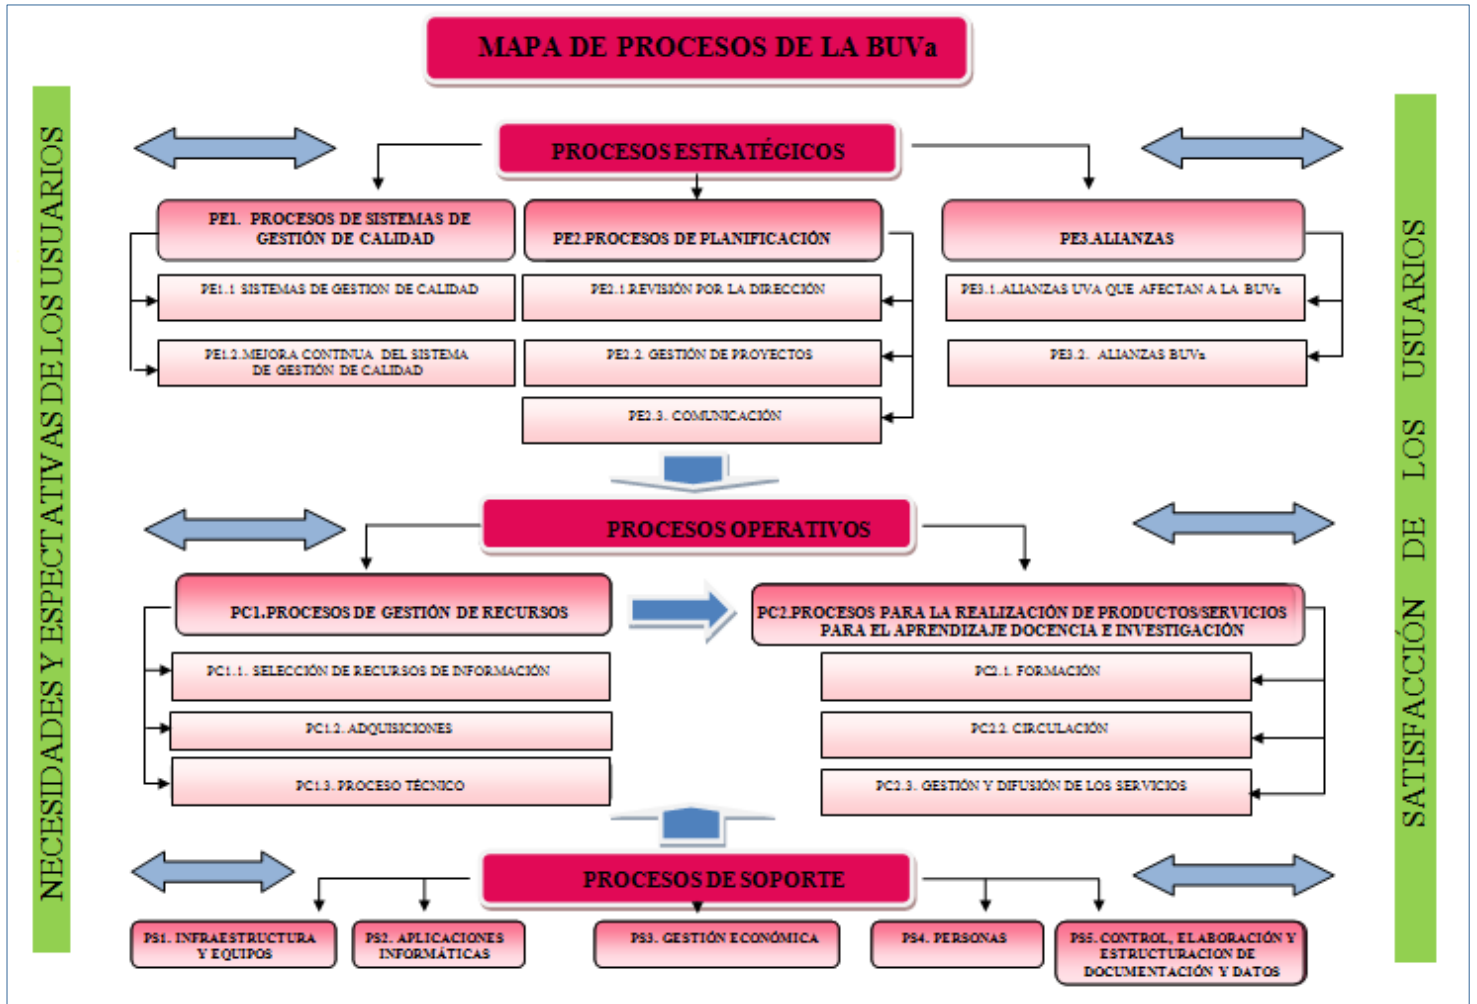 MAPA DE PROCESOS DE LA BUVa
NECESIDADES Y ESPECTATIVAS DE LOS USUARIOS
PROCESOS ESTRATÉGICOS
PE1. PROCESOS DE SISTEMAS DE
GESTIÓN DE CALIDAD
PE1.1 SISTEMAS DE GESTION DE CALIDAD
PE1.2.MEJORA CONTINUA DEL SISTEMA
DE GESTIÓN DE CALIDAD
PE2.PROCESOS DE PLANIFICACIÓN
PE2.1.REVISIÓN POR LA DIRECCIÓN
PE2.2. GESTIÓN DE PROYECTOS
PE2.3. COMUNICACIÓN
PE3.ALIANZAS
PE3.1.ALIANZAS UVA QUE AFECTAN A LA BUVa
PE3.2. ALIANZAS BUVa
PROCESOS OPERATIVOS
PC1.PROCESOS DE GESTIÓN DE RECURSOS
PC1.1. SELECCIÓN DE RECURSOS DE INFORMACIÓN
PC1.2. ADQUISICIONES
PC1.3. PROCESO TÉCNICO
PC2.PROCESOS PARA LA REALIZACIÓN DE PRODUCTOS/SERVICIOS
PARA EL APRENDIZAJE DOCENCIA E INVESTIGACIÓN
PC2.1. FORMACIÓN
PC2.2. CIRCULACIÓN
PC2.3. GESTIÓN Y DIFUSIÓN DE LOS SERVICIOS
PROCESOS DE SOPORTE
PS1. INFRAESTRUCTURA
Y EQUIPOS
PS2. APLICACIONES
INFORMÁTICAS
PS3. GESTIÓN ECONÓMICA
PS4. PERSONAS
PS5. CONTROL, ELABORACIÓN Y
ESTRUCTURACION DE
DOCUMENTACIÓN Y DATOS
SATISFACCIÓN DE LOS USUARIOS